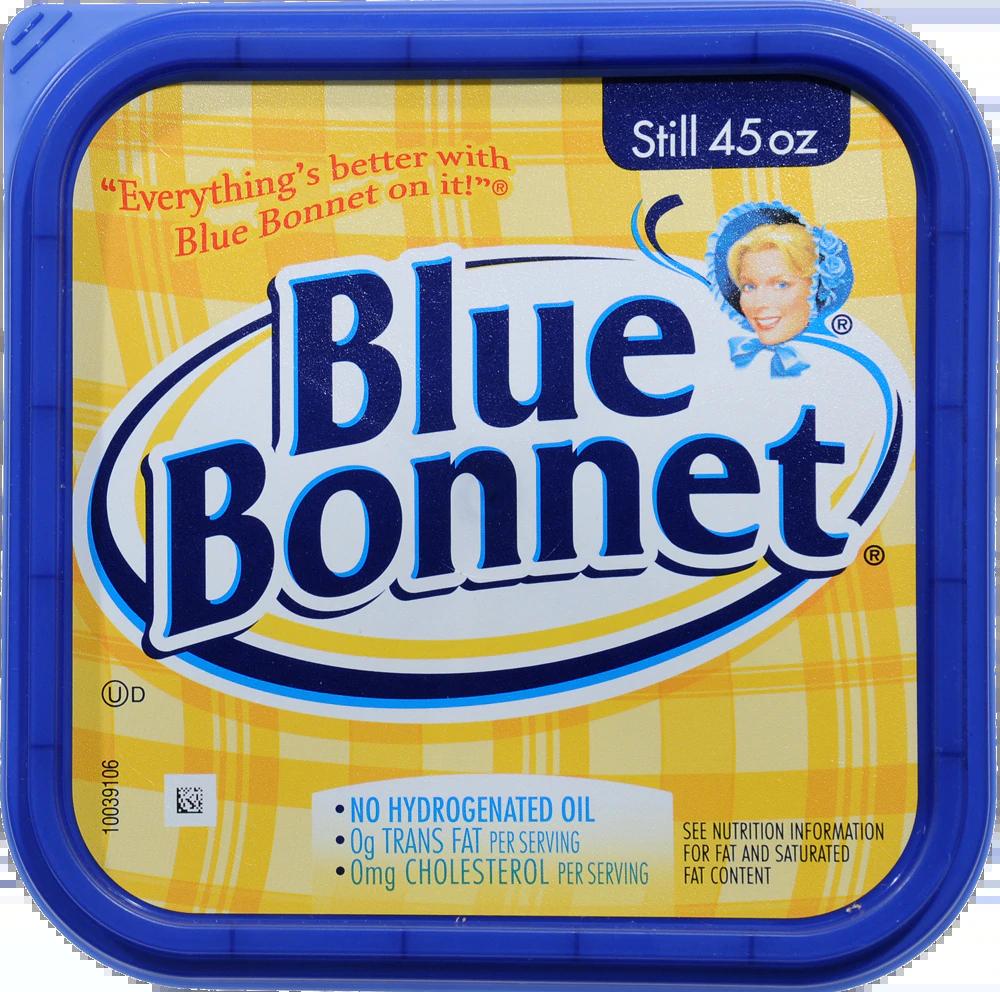 Still 45 oz
“Everything's better with
Blue Bonnet on it!”®
Blue
®
Bonnet
®
Ⓤ D
10039106
• NO HYDROGENATED OIL
• 0g TRANS FAT PER SERVING
• 0mg CHOLESTEROL PER SERVING
SEE NUTRITION INFORMATION
FOR FAT AND SATURATED
FAT CONTENT